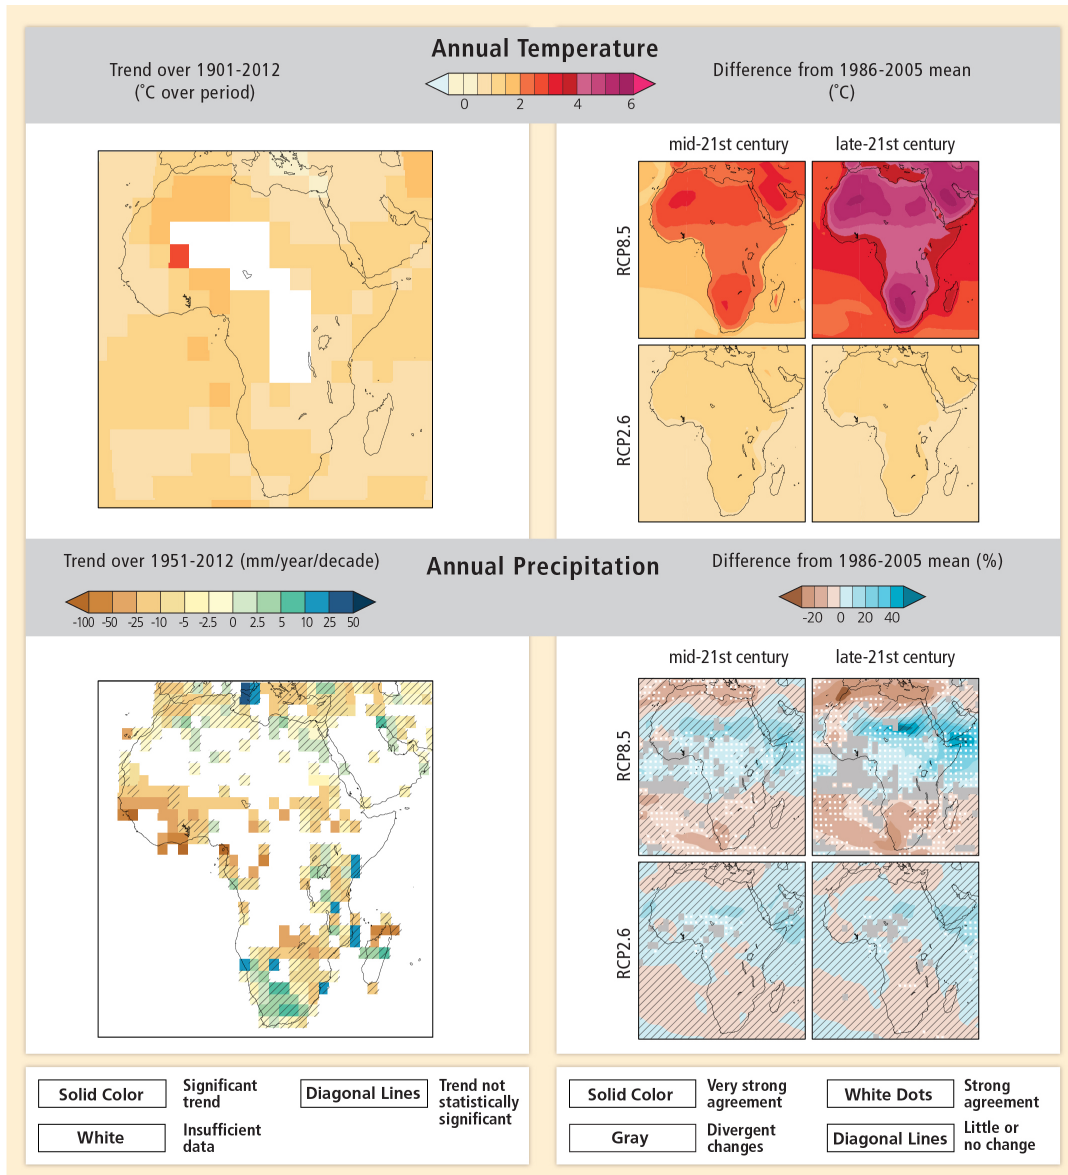 Annual Temperature
Trend over 1901-2012
(˚C over period)
0 2 4 6
Difference from 1986-2005 mean
(˚C)
mid-21st century late-21st century
RCP8.5
RCP2.6
Trend over 1951-2012 (mm/year/decade)
Annual Precipitation
Difference from 1986-2005 mean (%)
-100 -50 -25 -10 -5 -2.5 0 2.5 5 10 25 50
-20 0 20 40
mid-21st century late-21st century
RCP8.5
RCP2.6
Solid Color
Significant
trend
Diagonal Lines
Trend not
statistically
significant
White
Insufficient
data
Solid Color
Very strong
agreement
White Dots
Strong
agreement
Gray
Divergent
changes
Diagonal Lines
Little or
no change